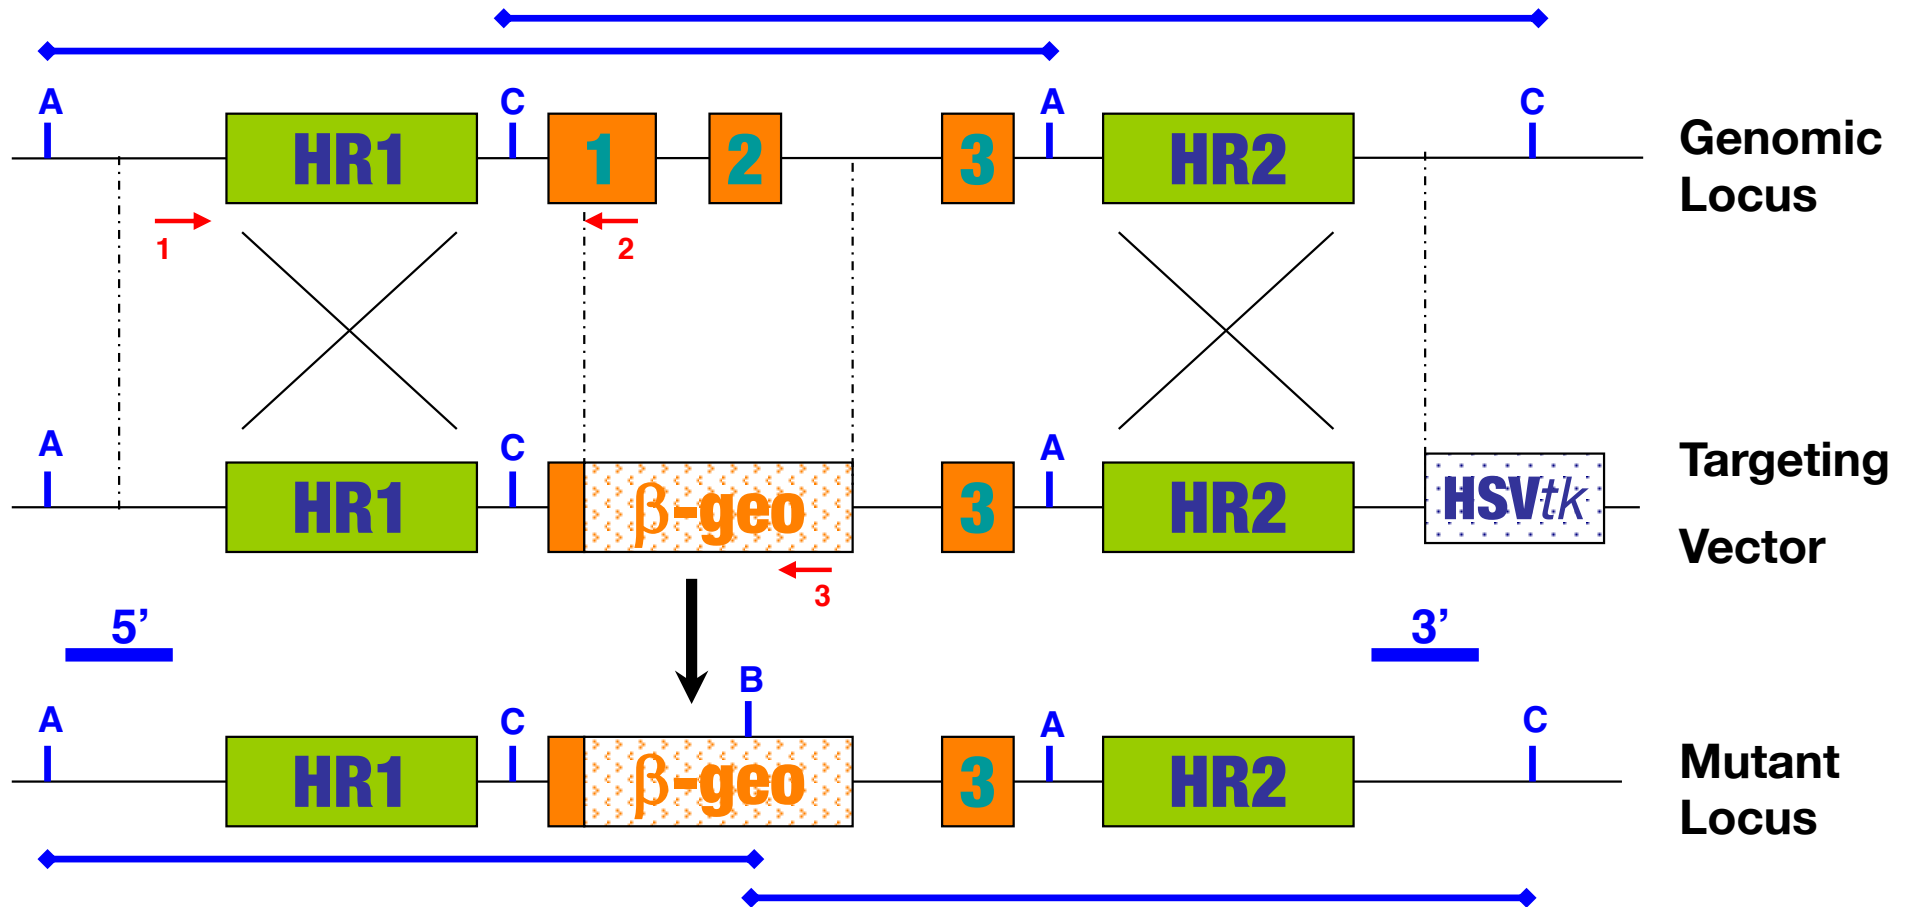 A C A C
HR1 1 2 3 HR2
Genomic
Locus
1 2
A C A
HR1 β-geo 3 HR2 HSVtk
Targeting
Vector
3
5’ 3’
B
A C A C
HR1 β-geo 3 HR2
Mutant
Locus